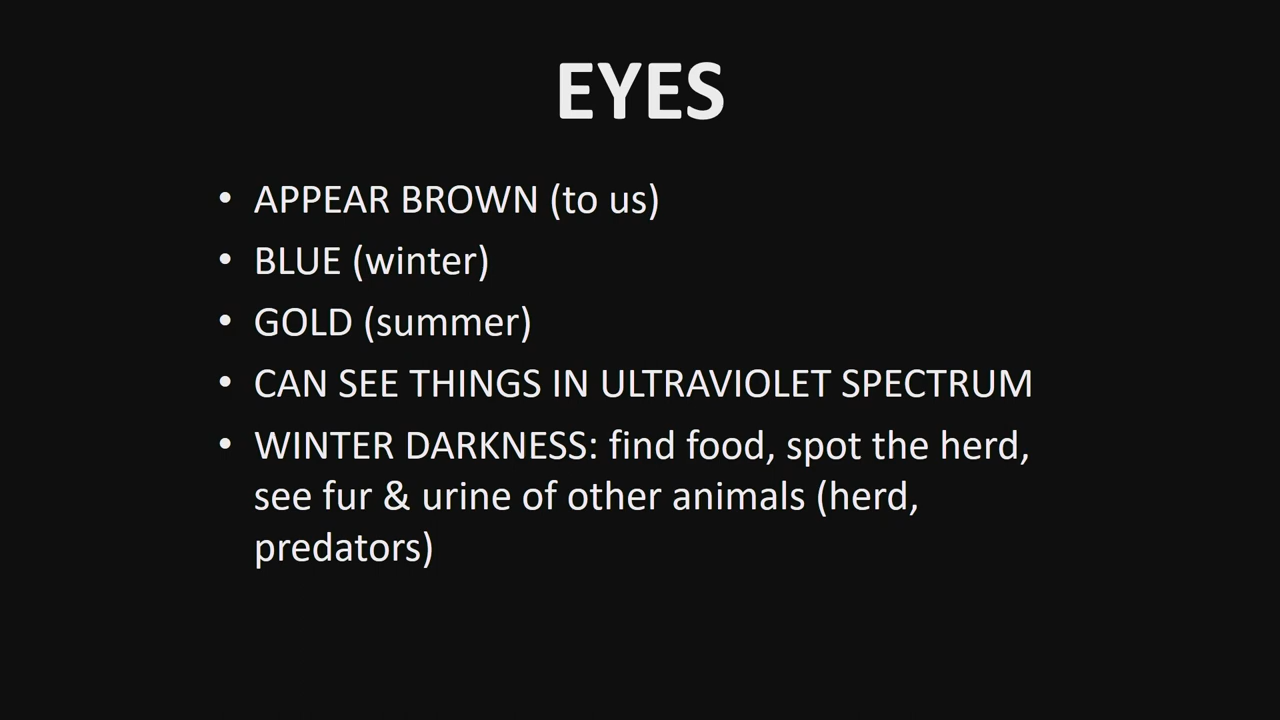 EYES
• APPEAR BROWN (to us)
• BLUE (winter)
• GOLD (summer)
• CAN SEE THINGS IN ULTRAVIOLET SPECTRUM
• WINTER DARKNESS: find food, spot the herd,
see fur & urine of other animals (herd,
predators)